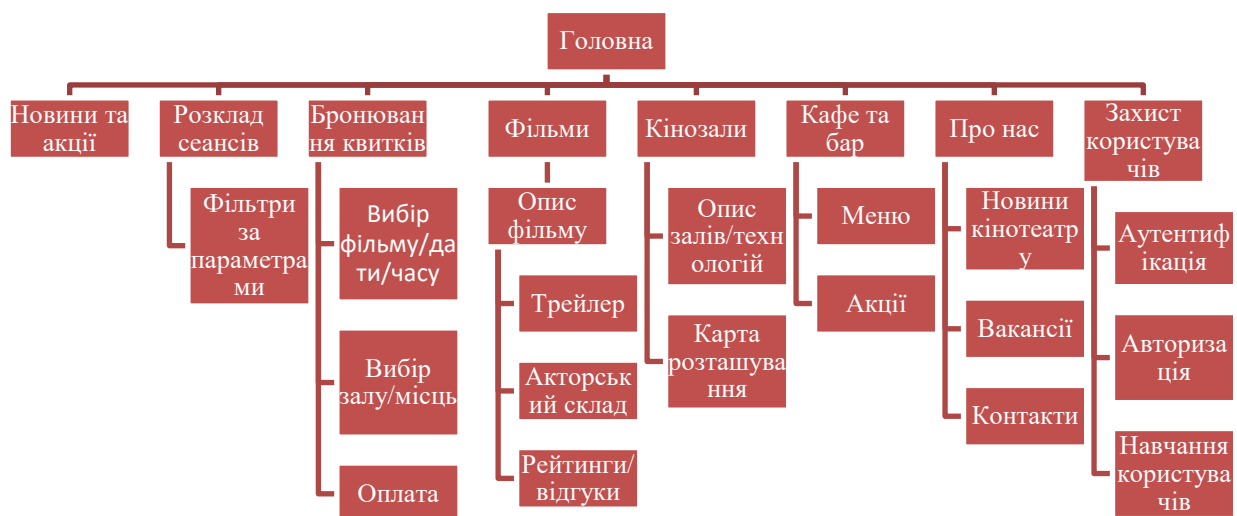 Головна
Новини та
акції
Розклад
сеансів
Фільтри
за
параметра
ми
Бронюван
ня квитків
Вибір
фільму/да
ти/часу
Вибір
залу/місць
Оплата
Фільми
Опис
фільму
Трейлер
Акторськ
ий склад
Рейтинги/
відгуки
Кінозали
Опис
залів/техн
ологій
Карта
розташува
ння
Кафе та
бар
Меню
Акції
Про нас
Новини
кінотеатр
у
Вакансії
Контакти
Захист
користува
чів
Аутентиф
ікація
Авториза
ція
Навчання
користува
чів